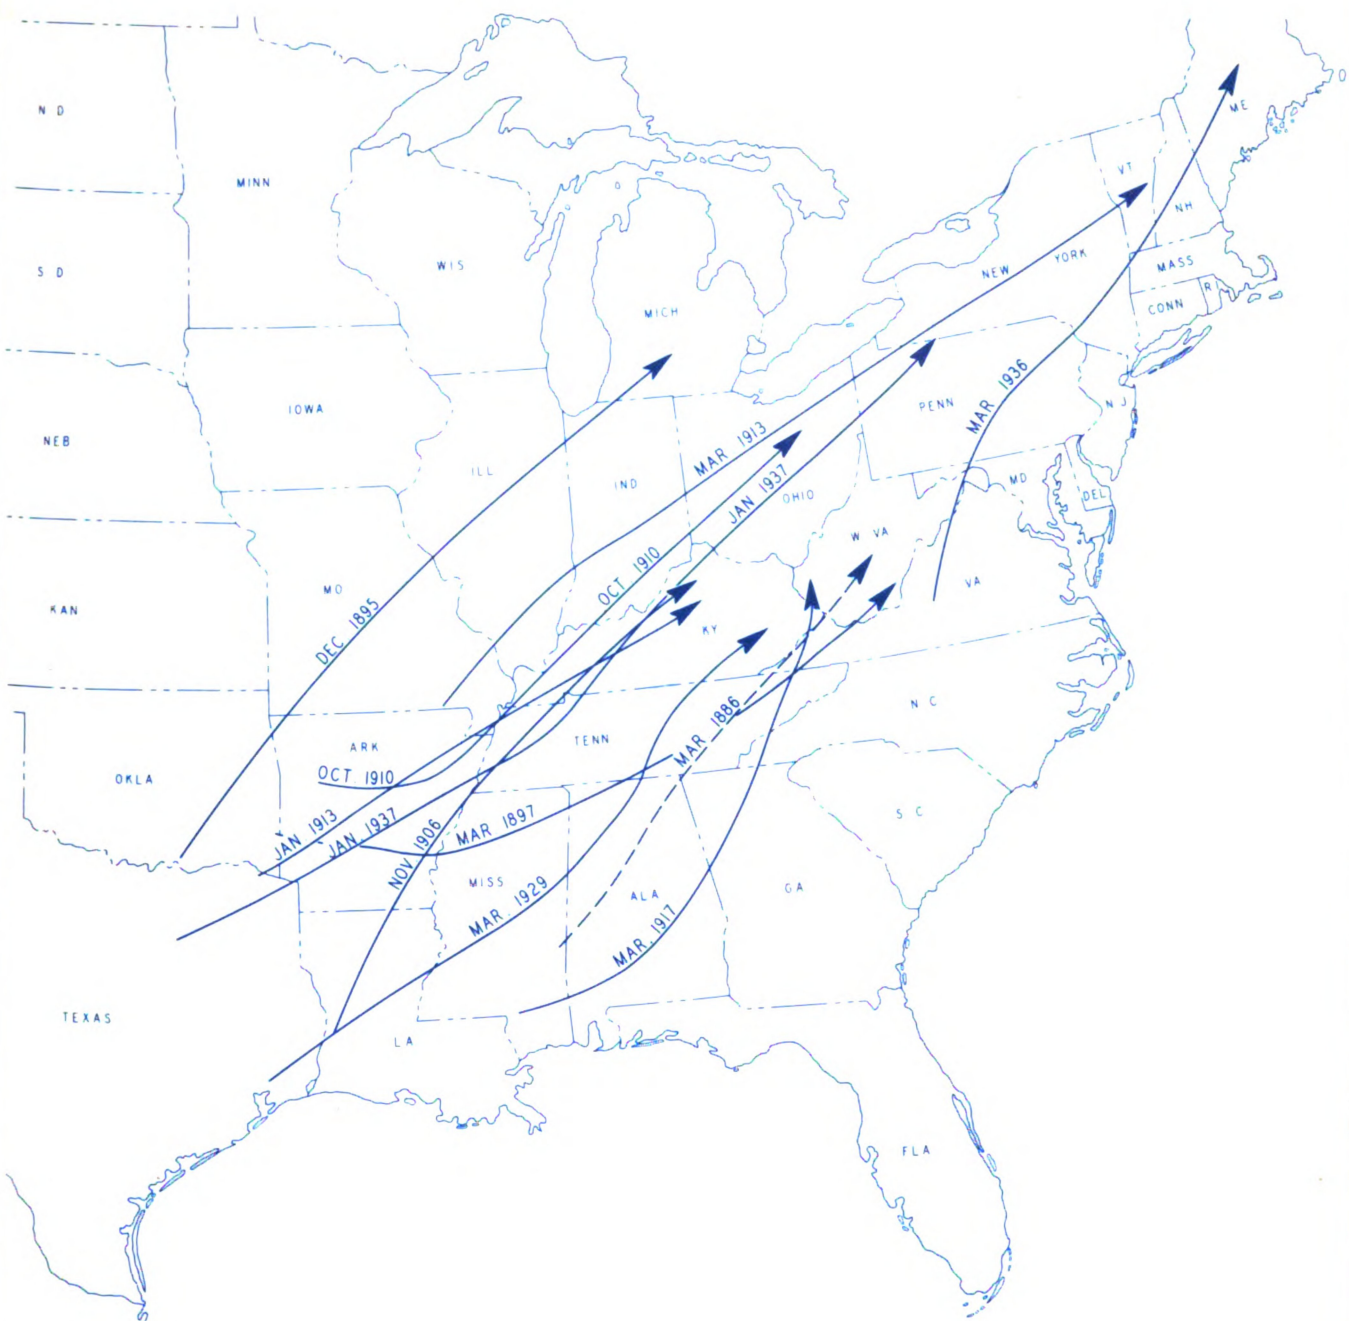 ME
N D
VT
MINN
NH
WIS
NEW YORK
MASS
S D
R I
CONN
MICH
MAR 1936
IOWA
PENN
N J
NEB
MAR 1913
ILL
IND
JAN 1937
OHIO
MD
DEL
W VA
OCT. 1910
MO
VA
KAN
DEC 1895
KY
N C
MAR 1886
TENN
ARK
OKLA
OCT. 1910
S C
JAN 1913
JAN. 1937
MAR 1897
NOV 1906
MISS
ALA
GA
MAR. 1929
MAR. 1917
TEXAS
LA
FLA